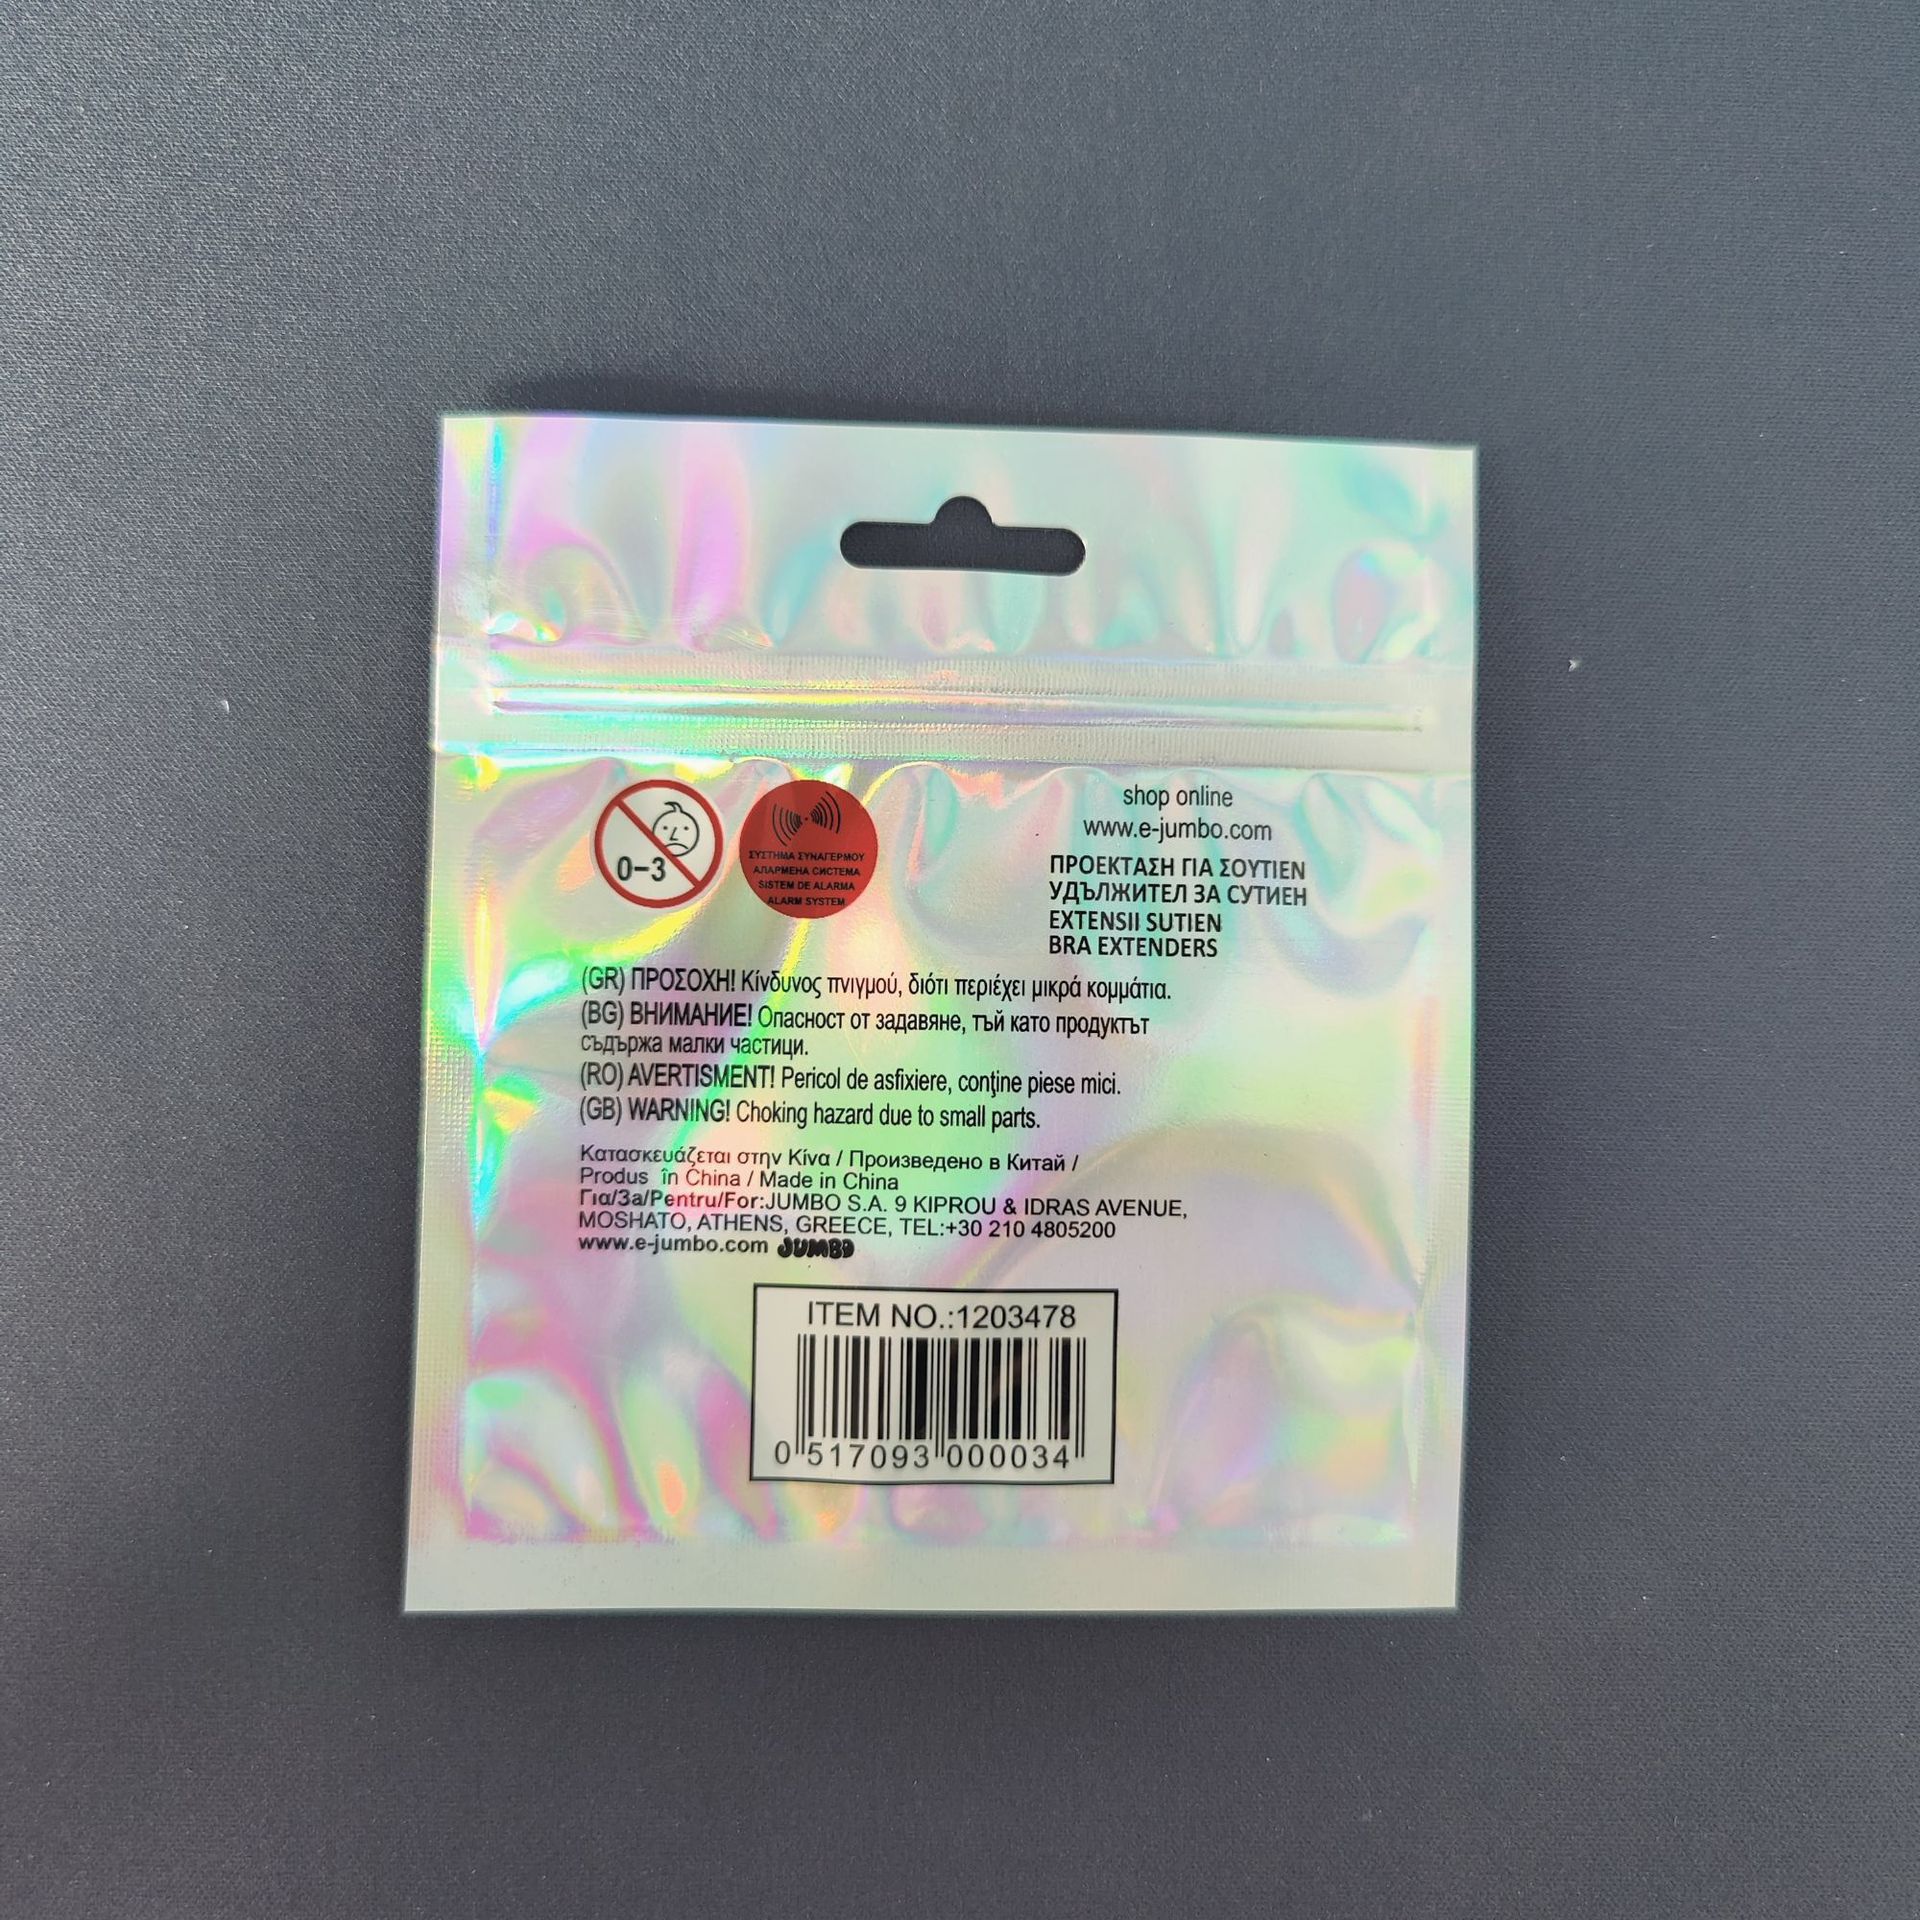 0-3
ΣΥΣΤΗΜΑ ΣΥΝΑΓΕΡΜΟΥ
АЛАРМЕНА СИСТЕМА
SISTEM DE ALARMA
ALARM SYSTEM
shop online
www.e-jumbo.com
ΠΡΟΕΚΤΑΣΗ ΓΙΑ ΣΟΥΤΙΕΝ
УДЪЛЖИТЕЛ ЗА СУТИЕН
EXTENSII SUTIEN
BRA EXTENDERS
(GR) ΠΡΟΣΟΧΗ! Κίνδυνος πνιγμού, διότι περιέχει μικρά κομμάτια.
(BG) ВНИМАНИЕ! Опасност от задавяне, тъй като продуктът
съдържа малки частици.
(RO) AVERTISMENT! Pericol de asfixiere, conţine piese mici.
(GB) WARNING! Choking hazard due to small parts.
Κατασκευάζεται στην Κίνα / Произведено в Китай /
Produs în China / Made in China
Για/За/Pentru/For:JUMBO S.A. 9 KIPROU & IDRAS AVENUE,
MOSHATO, ATHENS, GREECE, TEL:+30 210 4805200
www.e-jumbo.com JUMBO
ITEM NO.:1203478
0 517093 000034